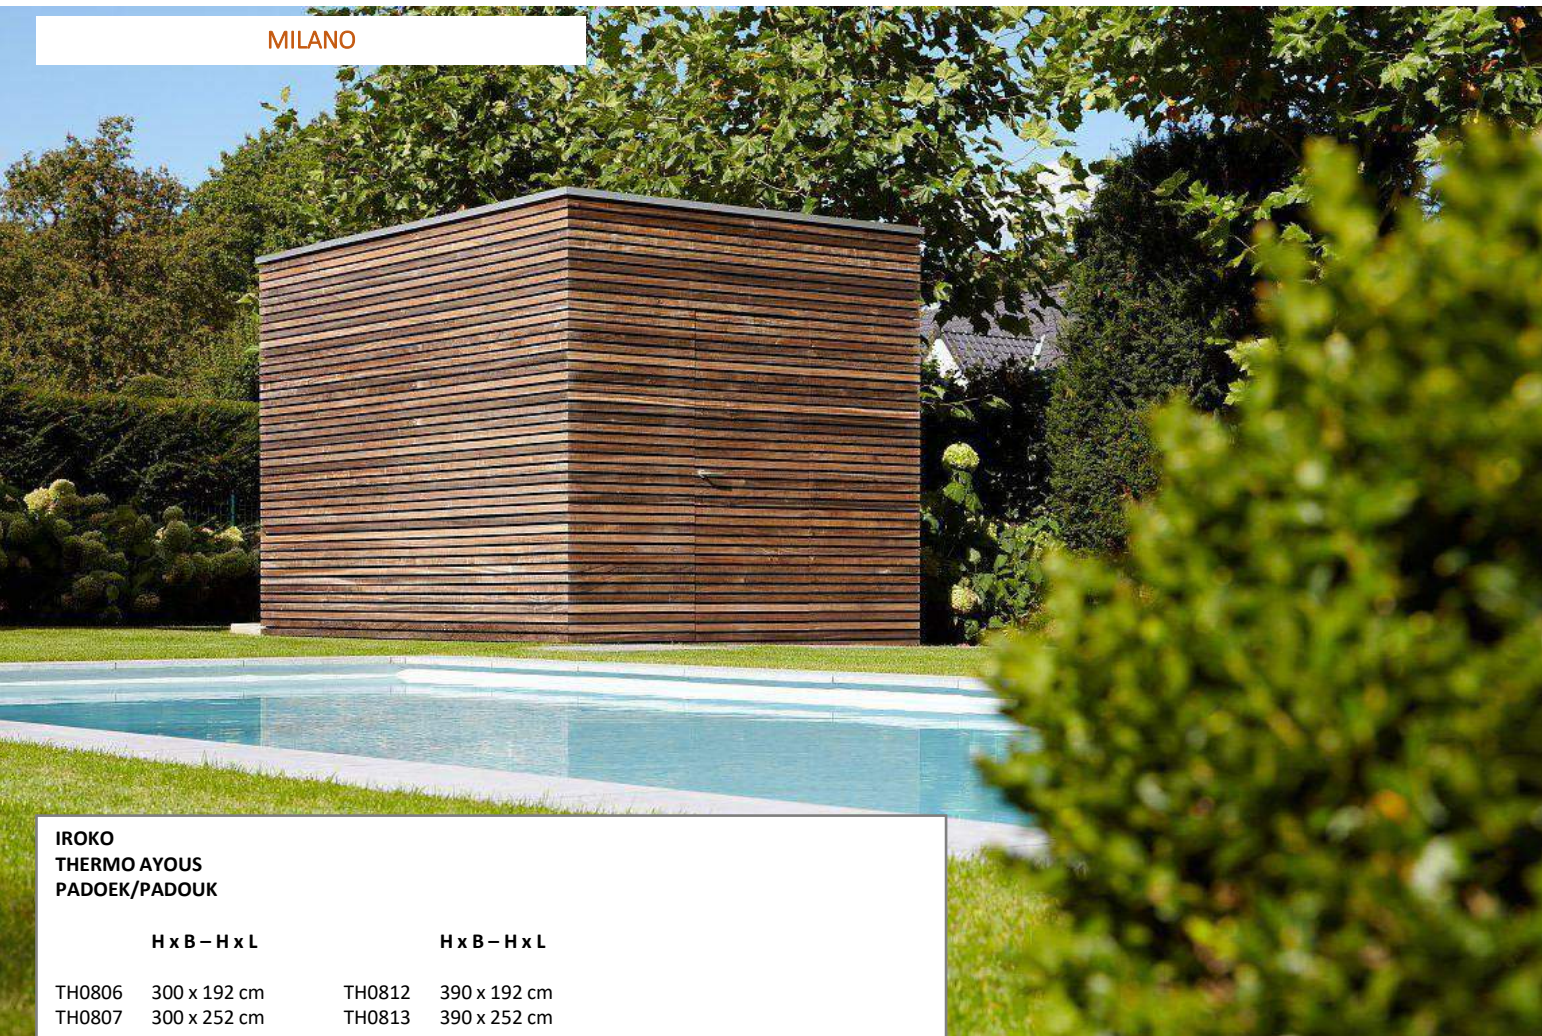 MILANO
IROKO
THERMO AYOUS
PADOEK/PADOUK
H x B – H x L H x B – H x L
TH0806 300 x 192 cm TH0812 390 x 192 cm
TH0807 300 x 252 cm TH0813 390 x 252 cm